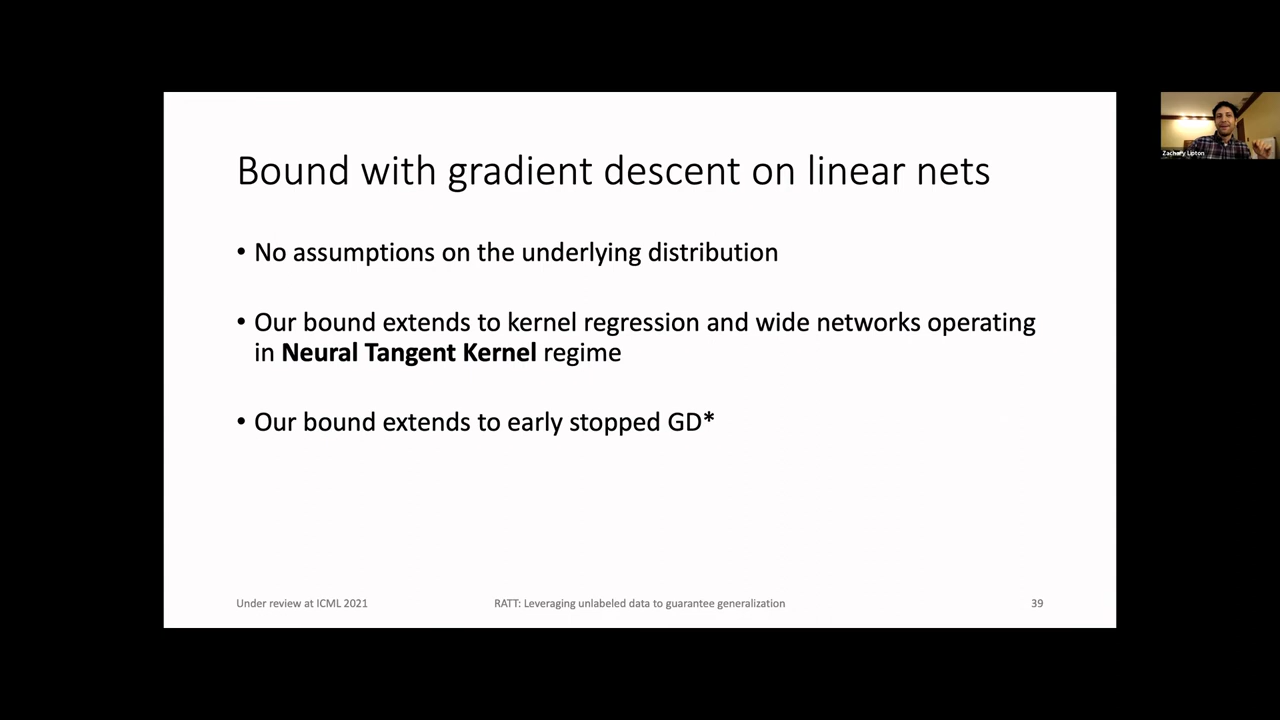 Bound with gradient descent on linear nets
• No assumptions on the underlying distribution
• Our bound extends to kernel regression and wide networks operating
in Neural Tangent Kernel regime
• Our bound extends to early stopped GD*
Under review at ICML 2021
RATT: Leveraging unlabeled data to guarantee generalization
39
Zachary Lipton